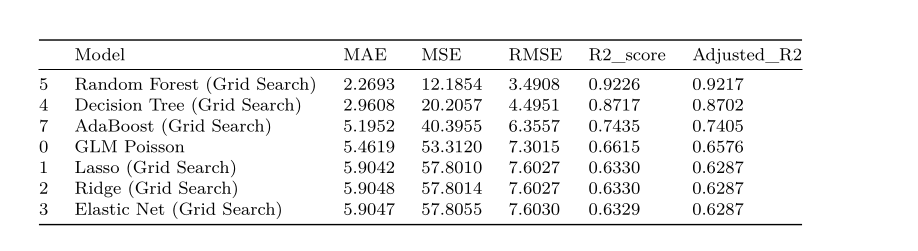 Model MAE MSE RMSE R2_score Adjusted_R2
5 Random Forest (Grid Search) 2.2693 12.1854 3.4908 0.9226 0.9217
4 Decision Tree (Grid Search) 2.9608 20.2057 4.4951 0.8717 0.8702
7 AdaBoost (Grid Search) 5.1952 40.3955 6.3557 0.7435 0.7405
0 GLM Poisson 5.4619 53.3120 7.3015 0.6615 0.6576
1 Lasso (Grid Search) 5.9042 57.8010 7.6027 0.6330 0.6287
2 Ridge (Grid Search) 5.9048 57.8014 7.6027 0.6330 0.6287
3 Elastic Net (Grid Search) 5.9047 57.8055 7.6030 0.6329 0.6287